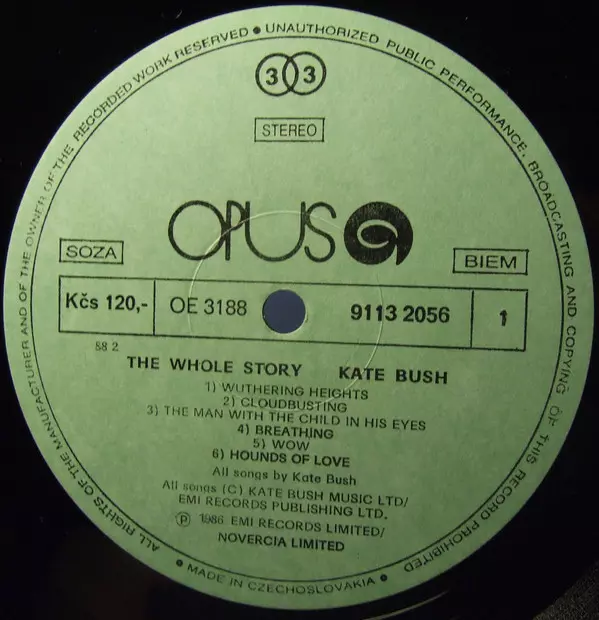 ALL RIGHTS OF THE MANUFACTURER AND OF THE OWNER OF THE RECORDED WORK RESERVED ● UNAUTHORIZED PUBLIC PERFORMANCE, BROADCASTING AND COPYING OF THIS RECORD PROHIBITED
33
STEREO
OPUS
SOZA
BIEM
Kčs 120,- OE 3188 9113 2056 1
88 2
THE WHOLE STORY KATE BUSH
1) WUTHERING HEIGHTS
2) CLOUDBUSTING
3) THE MAN WITH THE CHILD IN HIS EYES
4) BREATHING
5) WOW
6) HOUNDS OF LOVE
All songs by Kate Bush
All songs (C) KATE BUSH MUSIC LTD/
EMI RECORDS PUBLISHING LTD.
℗ 1986 EMI RECORDS LIMITED/
NOVERCIA LIMITED
● MADE IN CZECHOSLOVAKIA ●